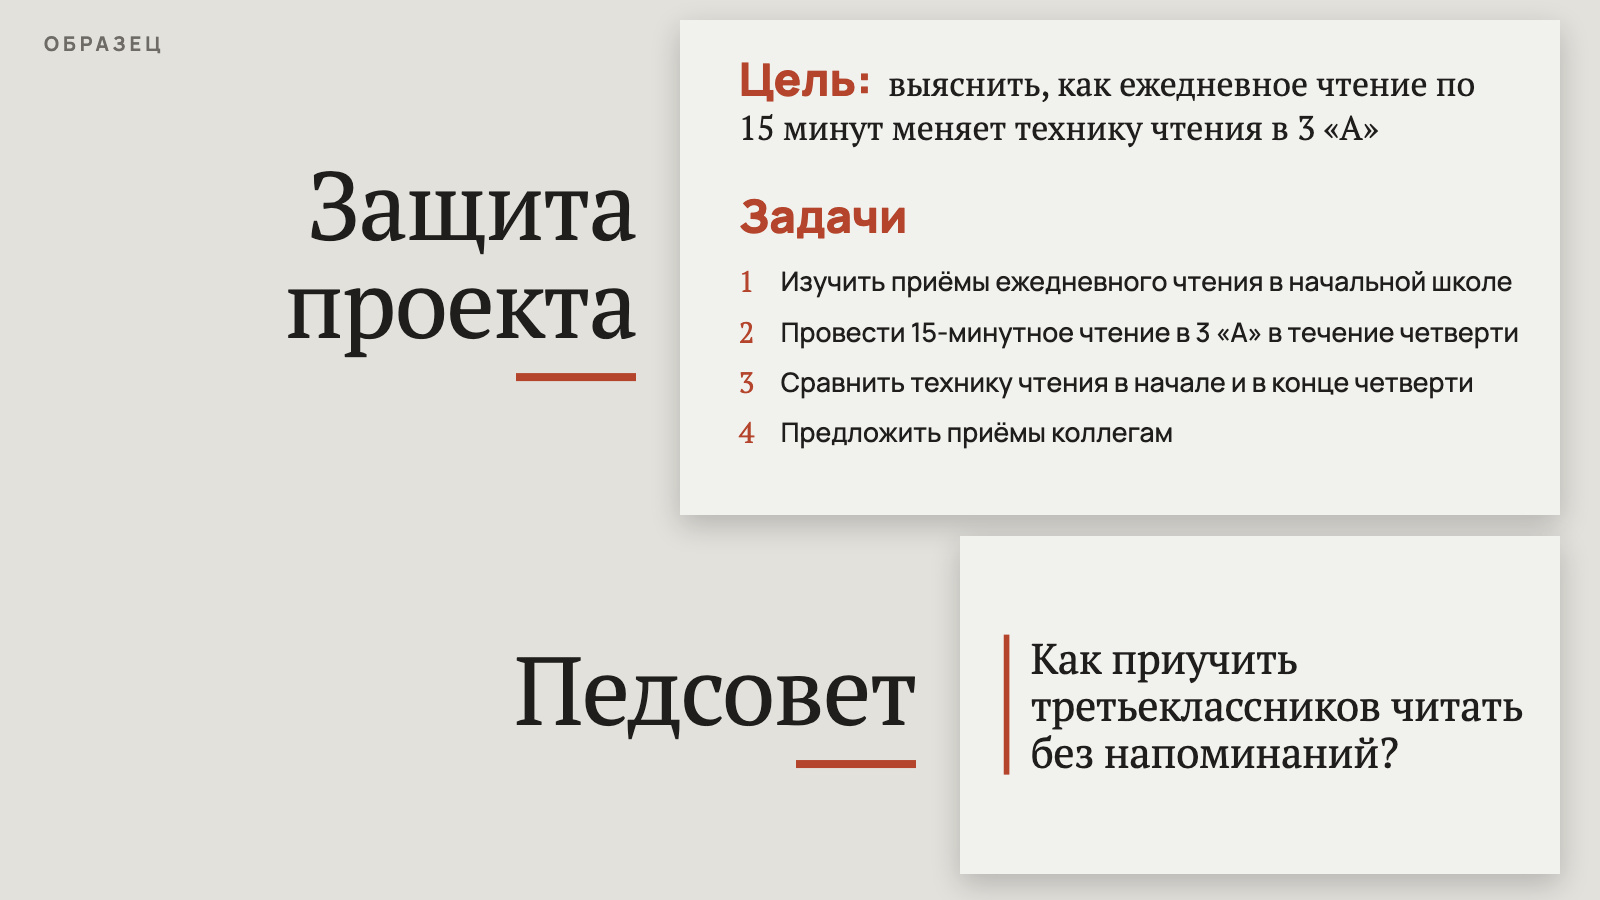 ОБРАЗЕЦ
Защита
проекта
Цель: выяснить, как ежедневное чтение по
15 минут меняет технику чтения в 3 «А»
Задачи
1 Изучить приёмы ежедневного чтения в начальной школе
2 Провести 15-минутное чтение в 3 «А» в течение четверти
3 Сравнить технику чтения в начале и в конце четверти
4 Предложить приёмы коллегам
Педсовет
Как приучить
третьеклассников читать
без напоминаний?